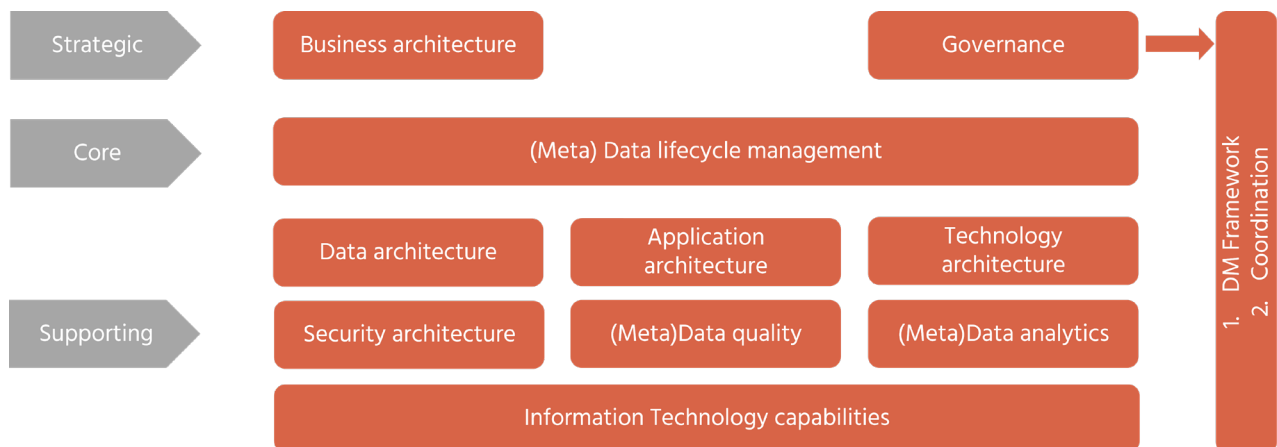 Strategic
Business architecture
Governance
Core
(Meta) Data lifecycle management
Data architecture
Application
architecture
Technology
architecture
Supporting
Security architecture
(Meta)Data quality
(Meta)Data analytics
Information Technology capabilities
1. DM Framework
2. Coordination